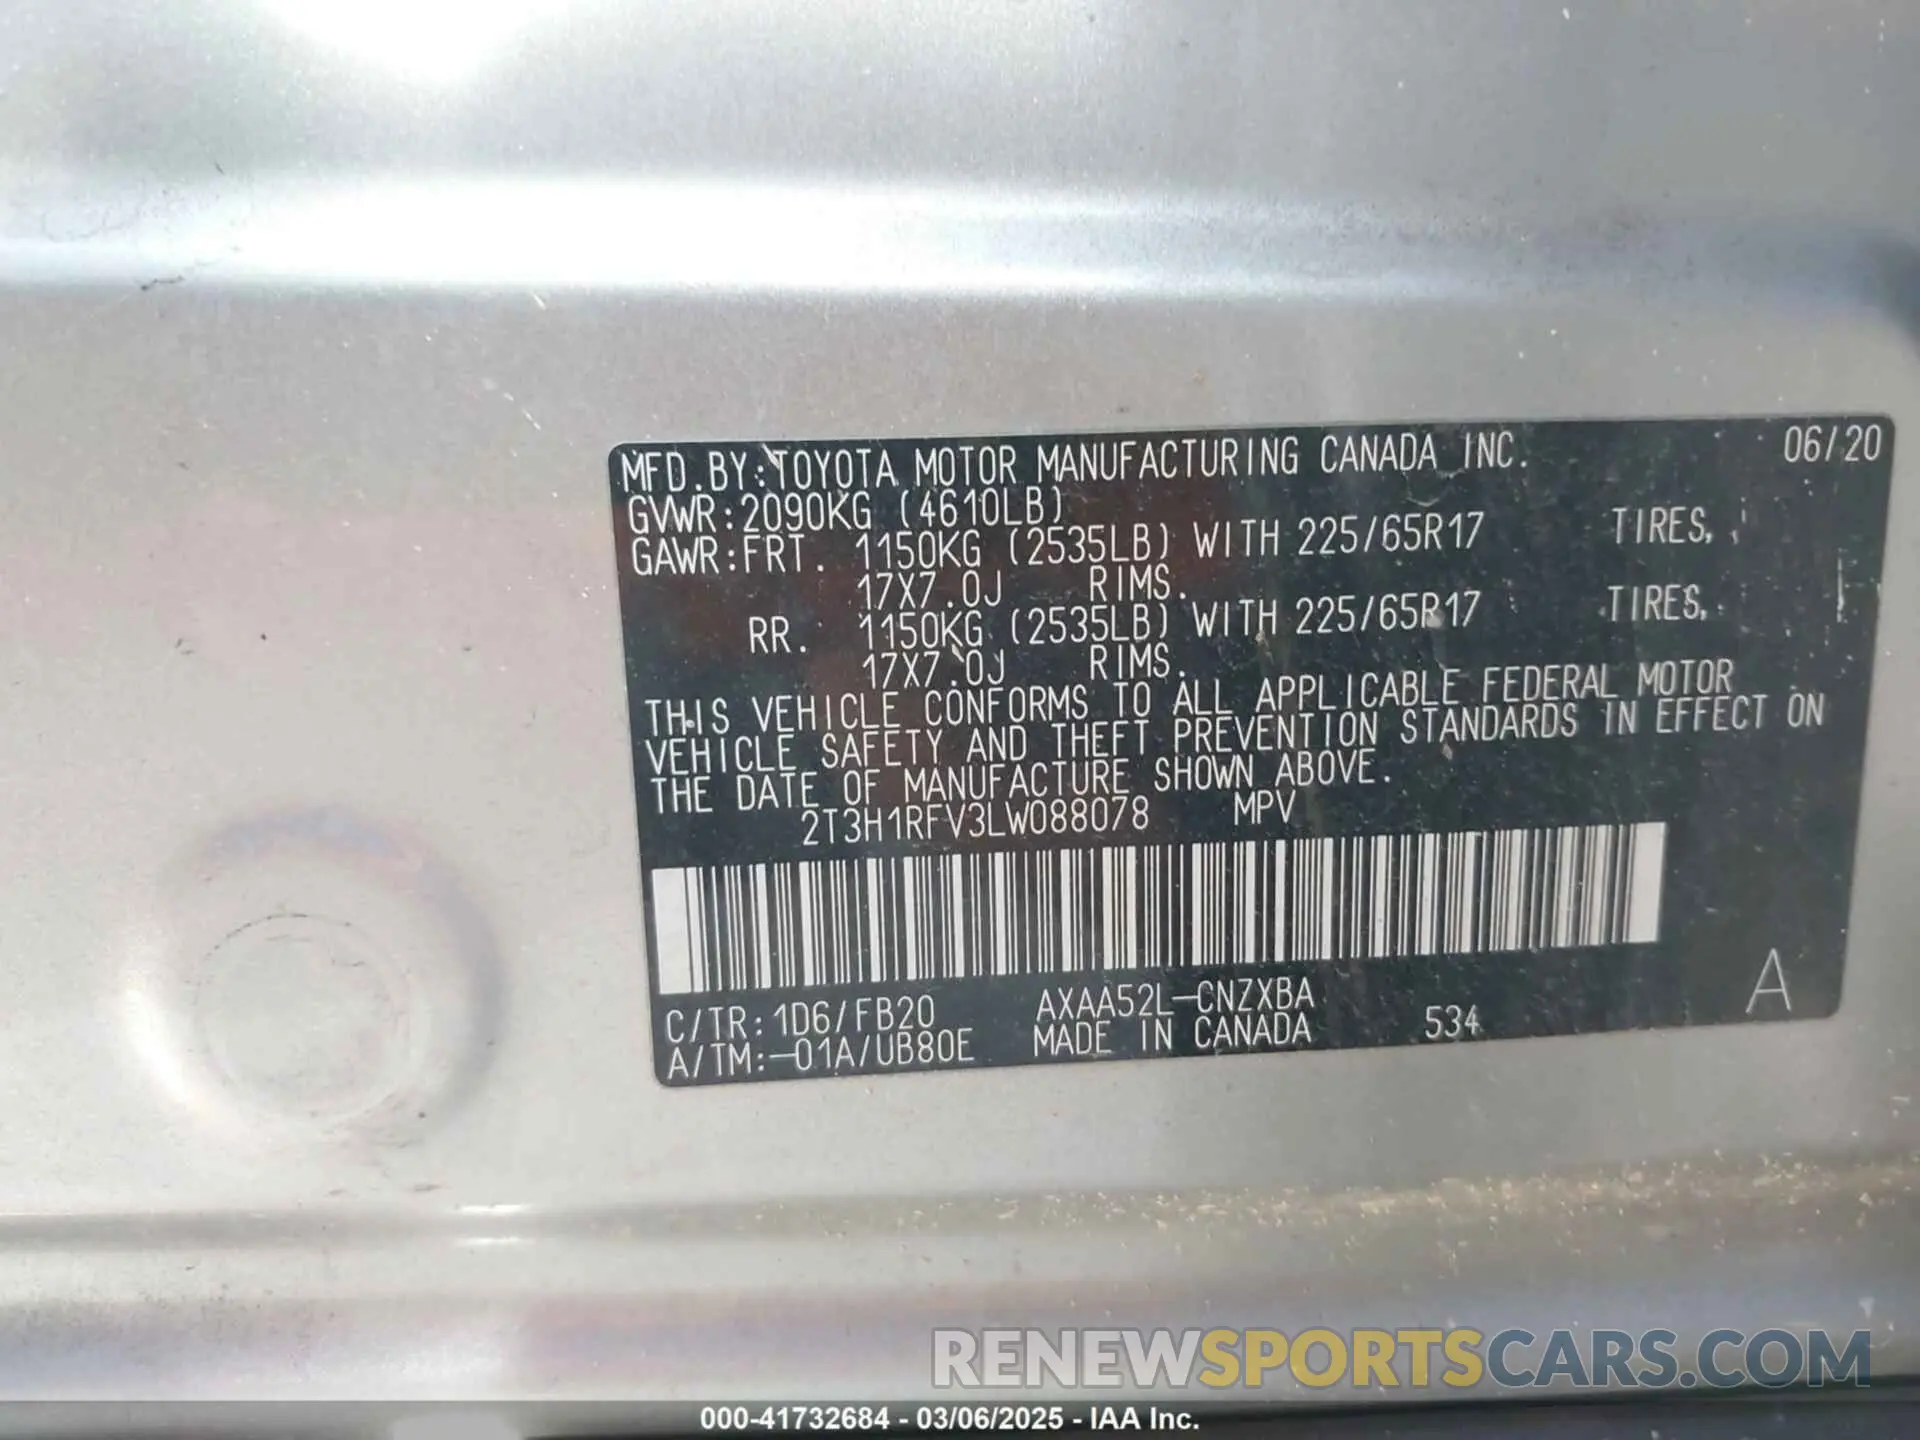 MFD.BY:TOYOTA MOTOR MANUFACTURING CANADA INC. 06/20
GVWR:2090KG (4610LB)
GAWR:FRT. 1150KG (2535LB) WITH 225/65R17 TIRES,
17X7.0J RIMS.
RR. 1150KG (2535LB) WITH 225/65R17 TIRES,
17X7.0J RIMS.
THIS VEHICLE CONFORMS TO ALL APPLICABLE FEDERAL MOTOR
VEHICLE SAFETY AND THEFT PREVENTION STANDARDS IN EFFECT ON
THE DATE OF MANUFACTURE SHOWN ABOVE.
2T3H1RFV3LW088078 MPV
C/TR:1D6/FB20 AXAA52L-CNZXBA A
A/TM:-01A/UB80E MADE IN CANADA 534
RENEWSPORTSCARS.COM
000-41732684 - 03/06/2025 - IAA Inc.